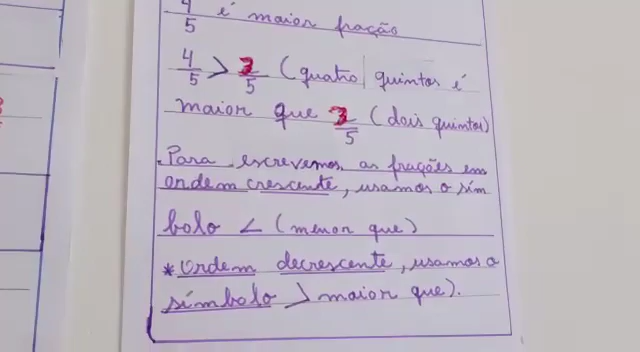 4/5 é maior fração
4/5 > 2/5 (quatro quintos é
maior que 2/5 (dois quintos)
Para escrevemos as frações em
ordem crescente, usamos o sím
bolo < (menor que)
* Ordem decrescente, usamos o
símbolo > maior que).